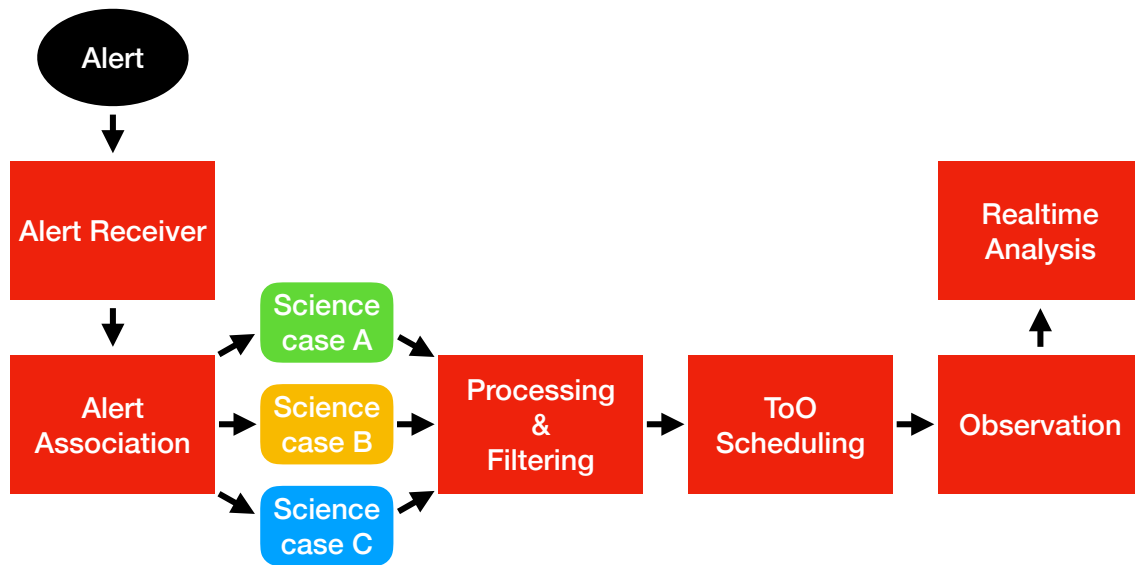 Alert
Alert Receiver
Alert
Association
Science
case A
Science
case B
Science
case C
Processing
&
Filtering
ToO
Scheduling
Observation
Realtime
Analysis